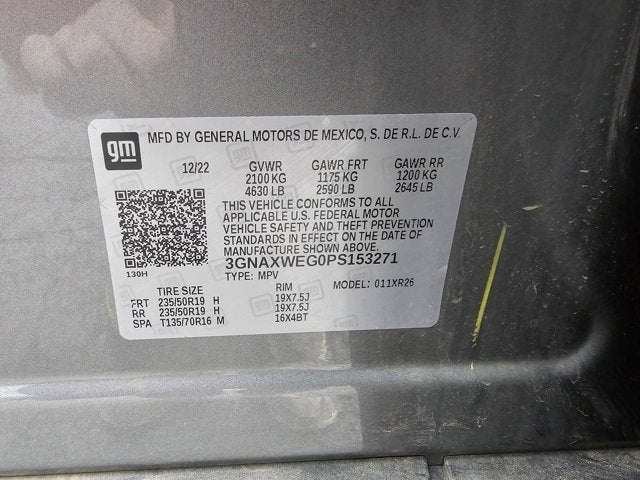 gm MFD BY GENERAL MOTORS DE MEXICO, S. DE R.L. DE C.V.
12/22 GVWR GAWR FRT GAWR RR
2100 KG 1175 KG 1200 KG
4630 LB 2590 LB 2645 LB
THIS VEHICLE CONFORMS TO ALL
APPLICABLE U.S. FEDERAL MOTOR
VEHICLE SAFETY AND THEFT PREVENTION
STANDARDS IN EFFECT ON THE DATE OF
MANUFACTURE SHOWN ABOVE.
3GNAXWEG0PS153271
130H TYPE: MPV MODEL: 011XR26
TIRE SIZE RIM
FRT 235/50R19 H 19X7.5J
RR 235/50R19 H 19X7.5J
SPA T135/70R16 M 16X4BT